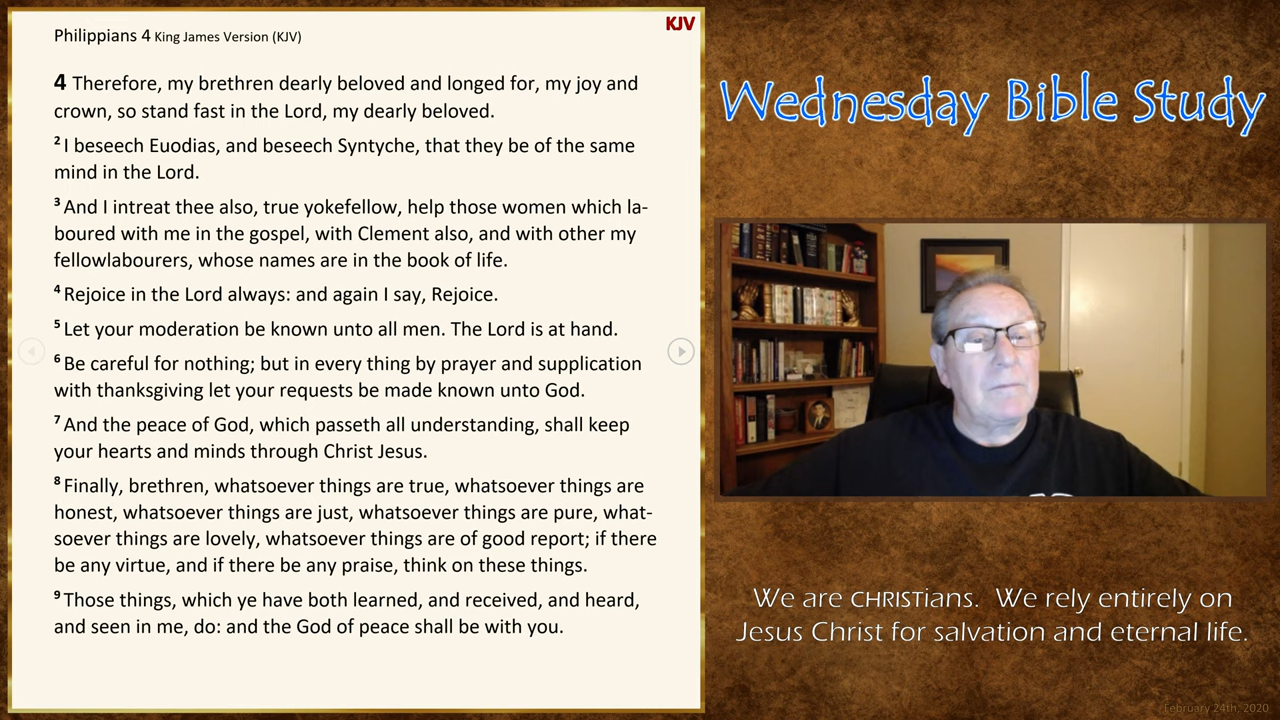 KJV
Philippians 4 King James Version (KJV)
4 Therefore, my brethren dearly beloved and longed for, my joy and
crown, so stand fast in the Lord, my dearly beloved.
2 I beseech Euodias, and beseech Syntyche, that they be of the same
mind in the Lord.
3 And I intreat thee also, true yokefellow, help those women which la-
boured with me in the gospel, with Clement also, and with other my
fellowlabourers, whose names are in the book of life.
4 Rejoice in the Lord always: and again I say, Rejoice.
5 Let your moderation be known unto all men. The Lord is at hand.
6 Be careful for nothing; but in every thing by prayer and supplication
with thanksgiving let your requests be made known unto God.
7 And the peace of God, which passeth all understanding, shall keep
your hearts and minds through Christ Jesus.
8 Finally, brethren, whatsoever things are true, whatsoever things are
honest, whatsoever things are just, whatsoever things are pure, what-
soever things are lovely, whatsoever things are of good report; if there
be any virtue, and if there be any praise, think on these things.
9 Those things, which ye have both learned, and received, and heard,
and seen in me, do: and the God of peace shall be with you.
Wednesday Bible Study
We are CHRISTians. We rely entirely on
Jesus Christ for salvation and eternal life.
February 24th, 2020